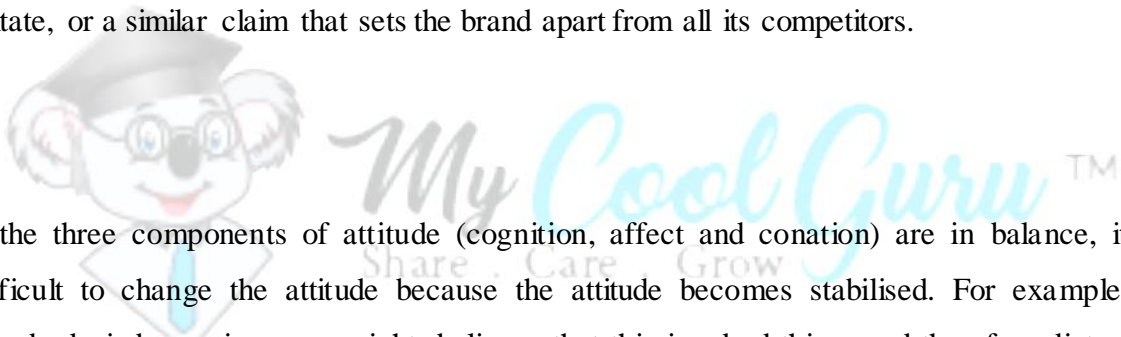 tate, or a similar claim that sets the brand apart from all its competitors.
My Cool Guru TM
the three components of attitude (cognition, affect and conation) are in balance, i
Share . Care . Grow
ficult to change the attitude because the attitude becomes stabilised. For example